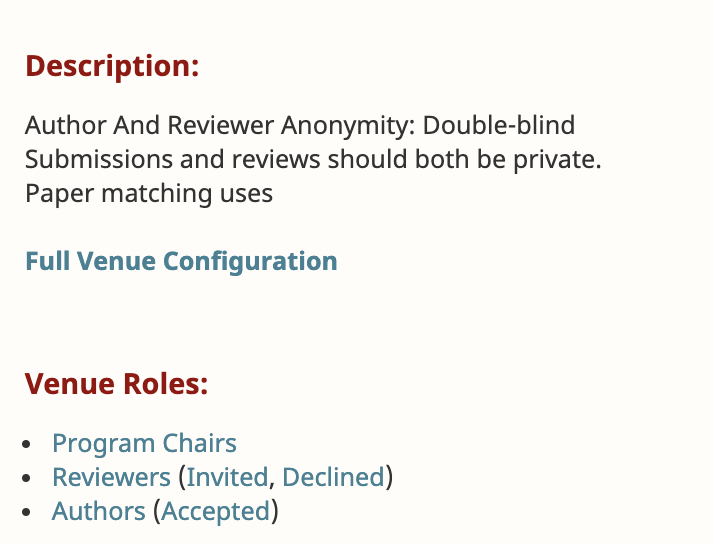 Description:
Author And Reviewer Anonymity: Double-blind
Submissions and reviews should both be private.
Paper matching uses
Full Venue Configuration
Venue Roles:
• Program Chairs
• Reviewers (Invited, Declined)
• Authors (Accepted)